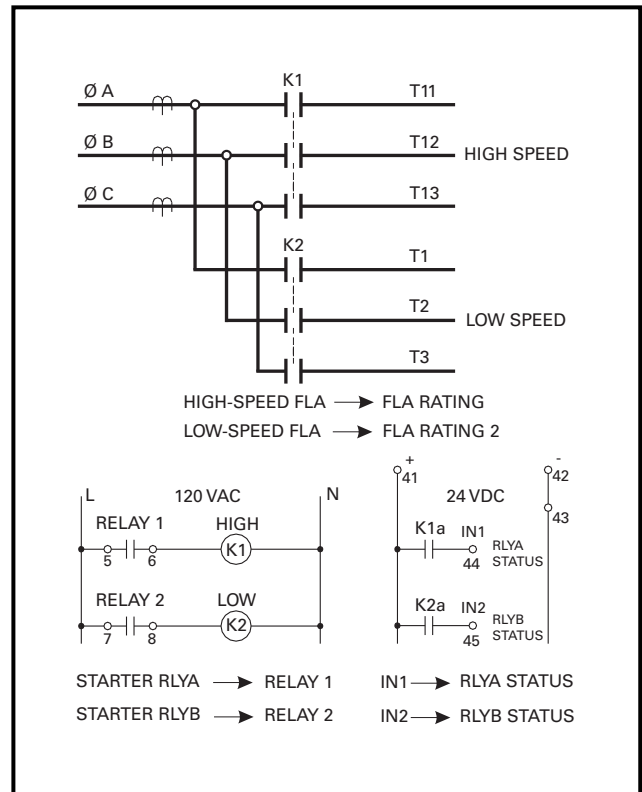 K1
Ø A T11
Ø B T12 HIGH SPEED
Ø C T13
K2
T1
T2 LOW SPEED
T3
HIGH-SPEED FLA → FLA RATING
LOW-SPEED FLA → FLA RATING 2
L 120 VAC N
RELAY 1 HIGH
5 6 K1
RELAY 2 LOW
7 8 K2
+ -
41 42
24 VDC 43
K1a IN1 RLYA
44 STATUS
K2a IN2 RLYB
45 STATUS
STARTER RLYA → RELAY 1
STARTER RLYB → RELAY 2
IN1 → RLYA STATUS
IN2 → RLYB STATUS